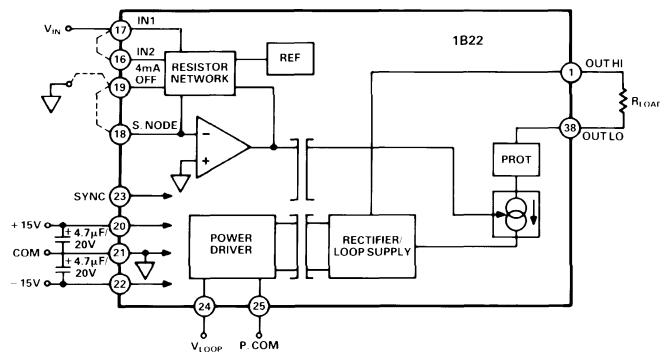 V_IN
IN1
17
1B22
IN2
16
4mA
OFF
19
RESISTOR
NETWORK
REF
OUT HI
1
R_LOAD
18
S. NODE
−
+
38
OUT LO
PROT
SYNC
23
+15V
20
+ 4.7μF/
20V
COM
21
+ 4.7μF/
20V
−15V
22
POWER
DRIVER
RECTIFIER/
LOOP SUPPLY
24
25
V_LOOP
P. COM